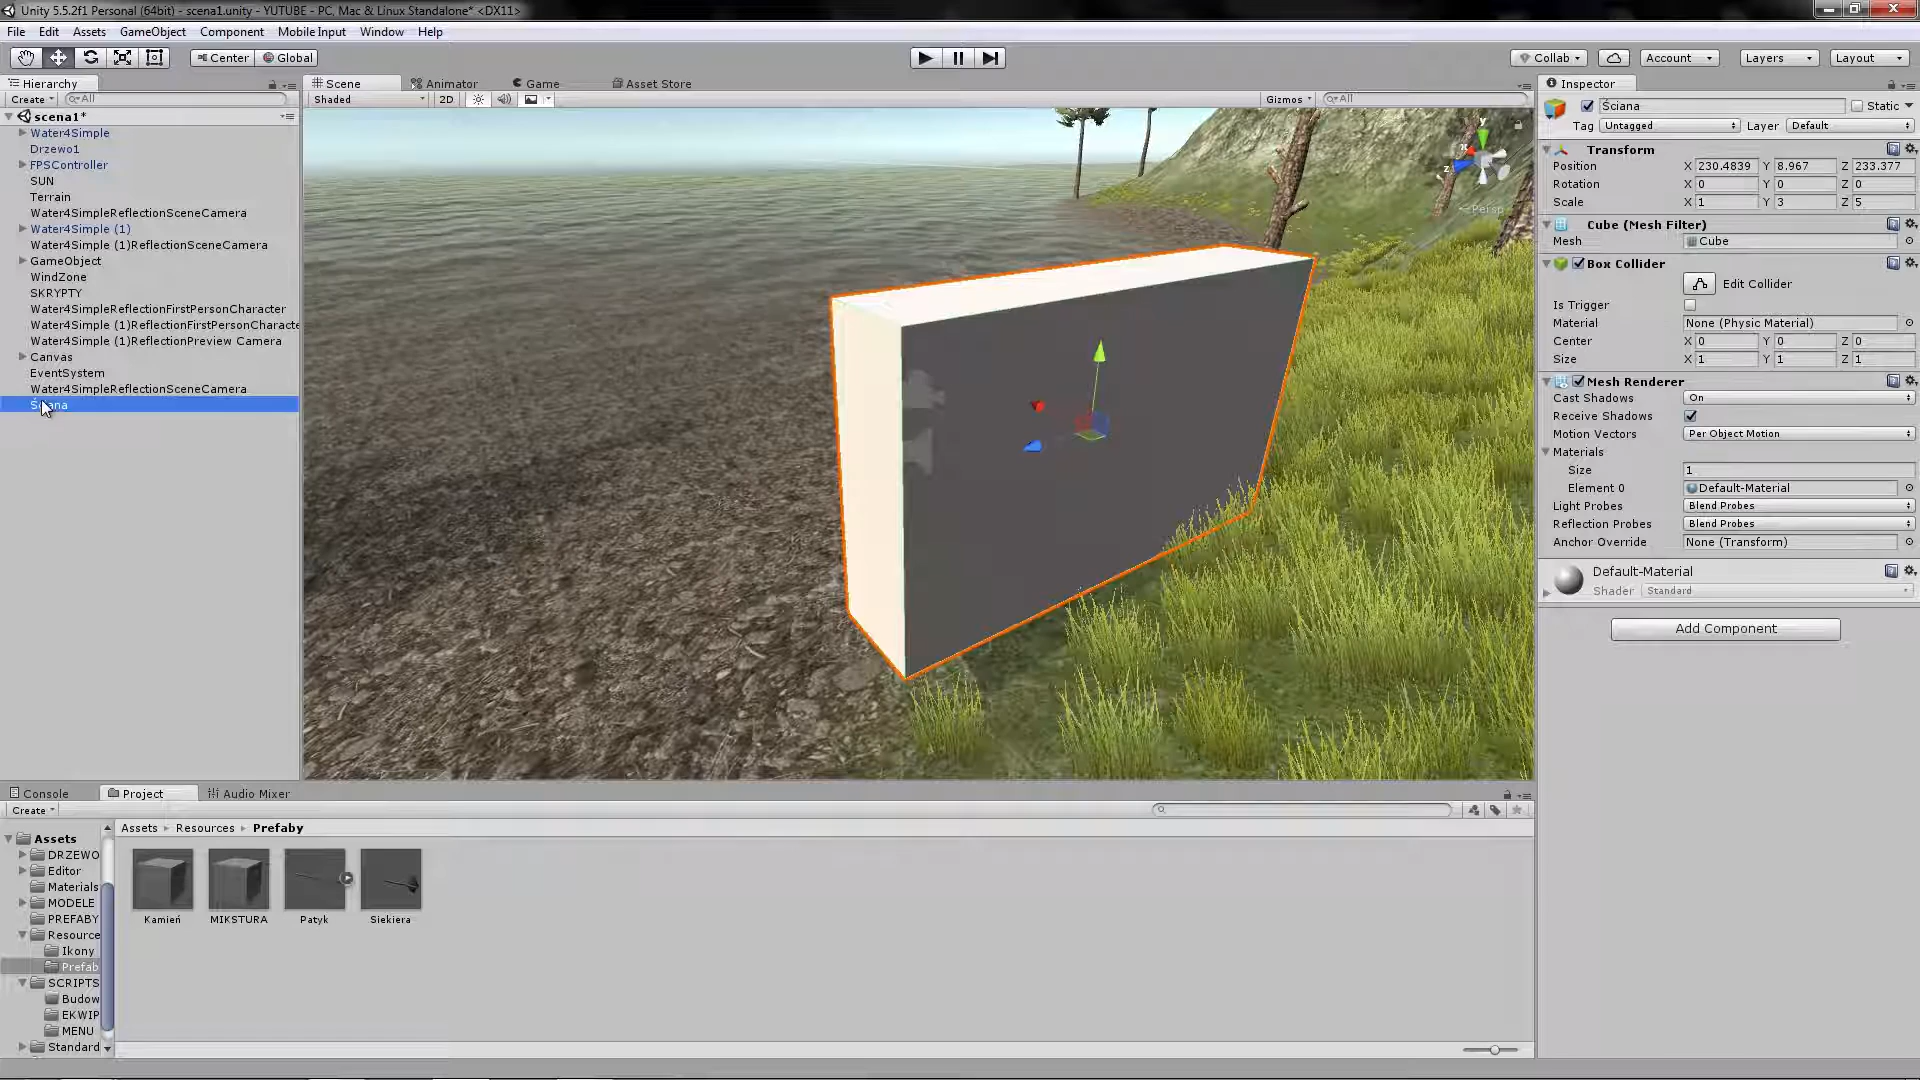 Unity 5.5.2f1 Personal (64bit) - scena1.unity - YUTUBE - PC, Mac & Linux Standalone* <DX11>
File Edit Assets GameObject Component Mobile Input Window Help
Center Global Collab Account Layers Layout
Hierarchy Scene Animator Game Asset Store Inspector
Create All Shaded 2D Gizmos All
Ściana Static
Tag Untagged Layer Default
scena1*
Water4Simple
Drzewo1
FPSController
SUN
Terrain
Water4SimpleReflectionSceneCamera
Water4Simple (1)
Water4Simple (1)ReflectionSceneCamera
GameObject
WindZone
SKRYPTY
Water4SimpleReflectionFirstPersonCharacter
Water4Simple (1)ReflectionFirstPersonCharacte
Water4Simple (1)ReflectionPreview Camera
Canvas
EventSystem
Water4SimpleReflectionSceneCamera
y
x
z
Persp
Transform
Position X 230.4839 Y 8.967 Z 233.377
Rotation X 0 Y 0 Z 0
Scale X 1 Y 3 Z 5
Cube (Mesh Filter)
Mesh Cube
Box Collider
Edit Collider
Is Trigger
Material None (Physic Material)
Center X 0 Y 0 Z 0
Size X 1 Y 1 Z 1
Mesh Renderer
Cast Shadows On
Receive Shadows
Motion Vectors Per Object Motion
Materials
Size 1
Element 0 Default-Material
Light Probes Blend Probes
Reflection Probes Blend Probes
Anchor Override None (Transform)
Default-Material
Shader Standard
Add Component
Console Project Audio Mixer
Create
Assets
DRZEWO
Editor
Materials
MODELE
PREFABY
Resource
Ikony
Prefab
SCRIPTS
Budow
EKWIP
MENU
Standard
Assets Resources Prefaby
Kamień MIKSTURA Patyk Siekiera